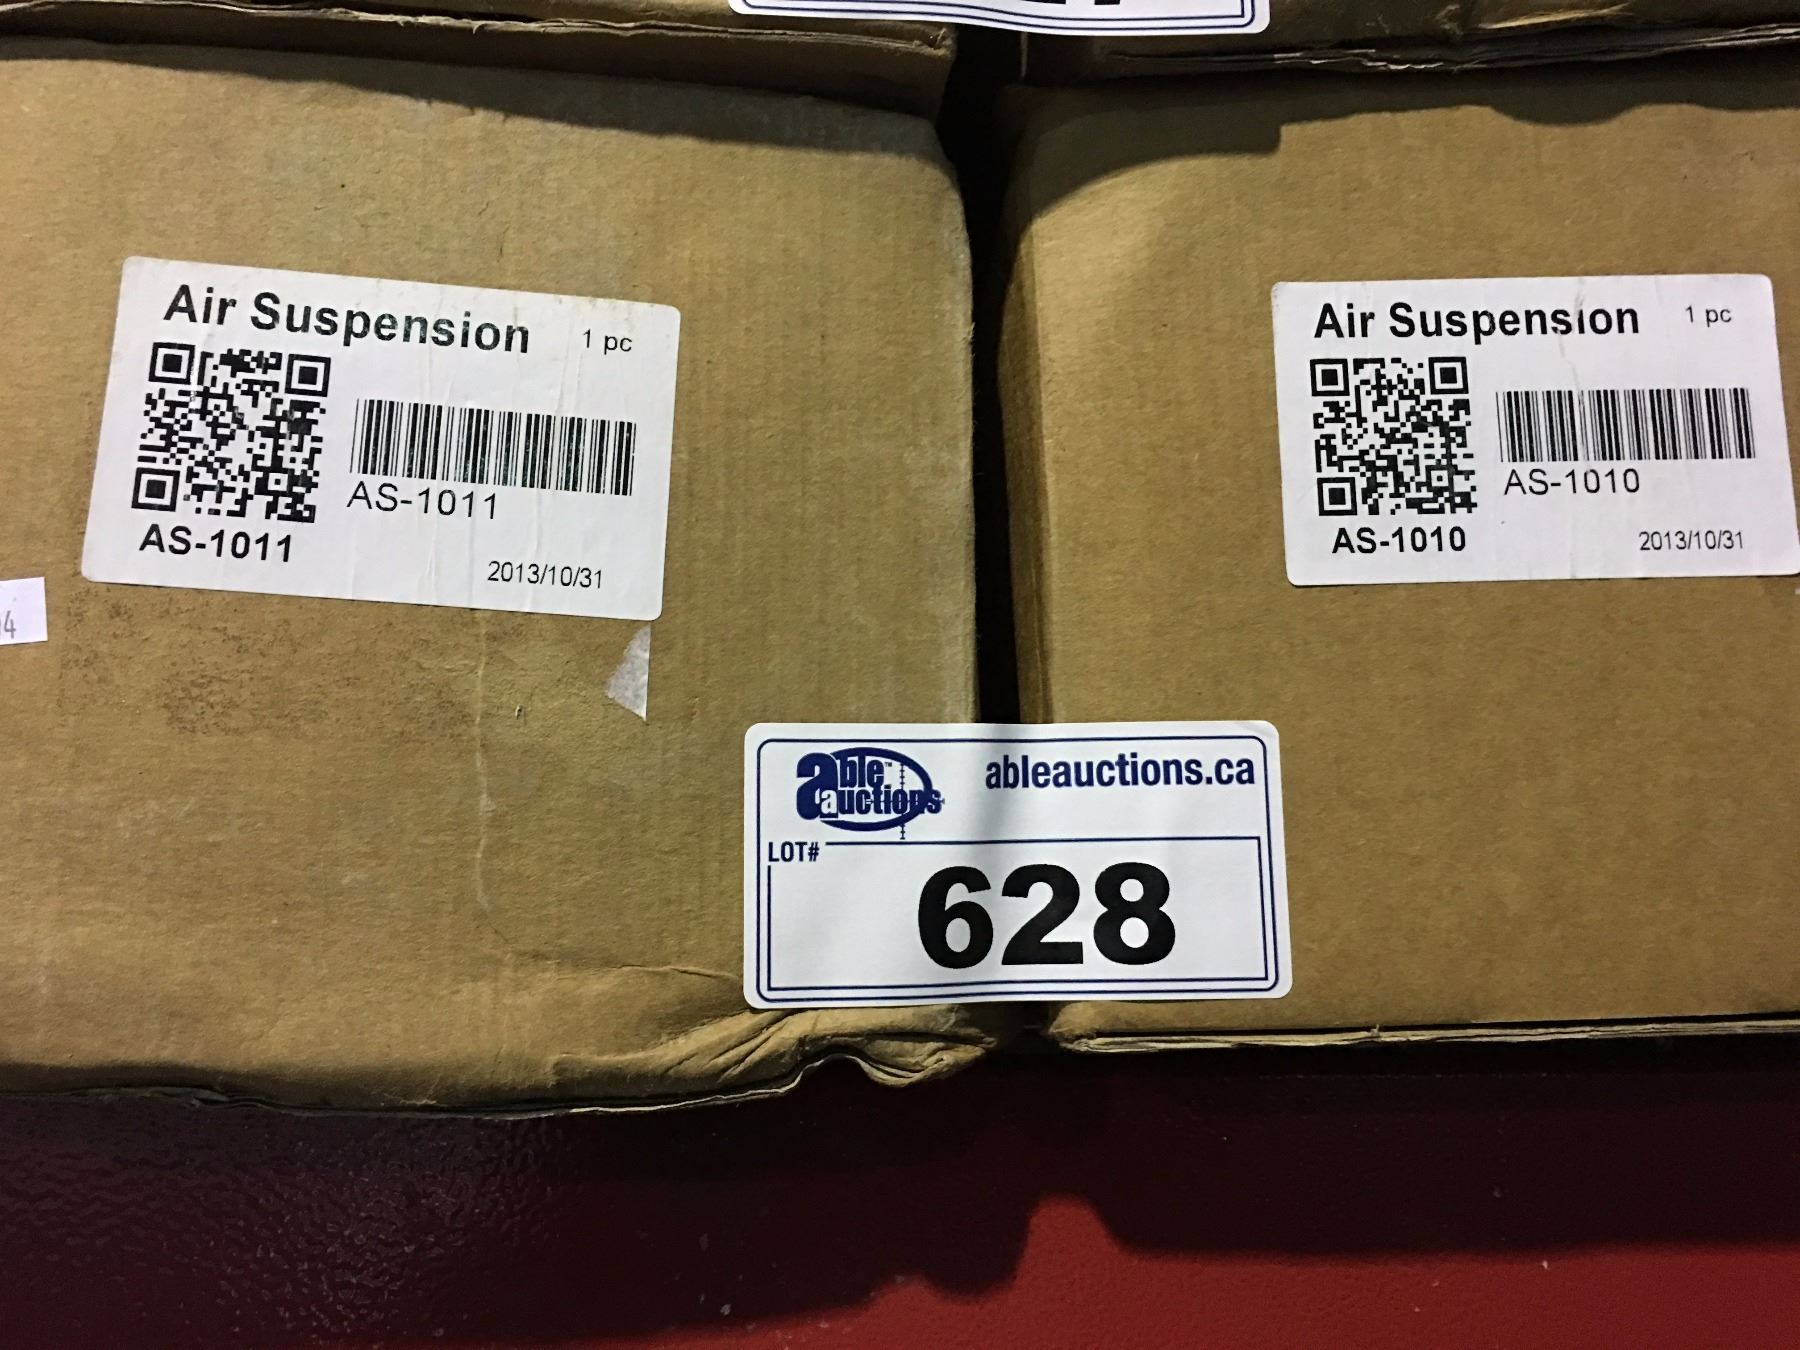 Air Suspension 1 pc
AS-1011
AS-1011
2013/10/31
Air Suspension 1 pc
AS-1010
AS-1010
2013/10/31
able
auctions
™
ableauctions.ca
LOT#
628